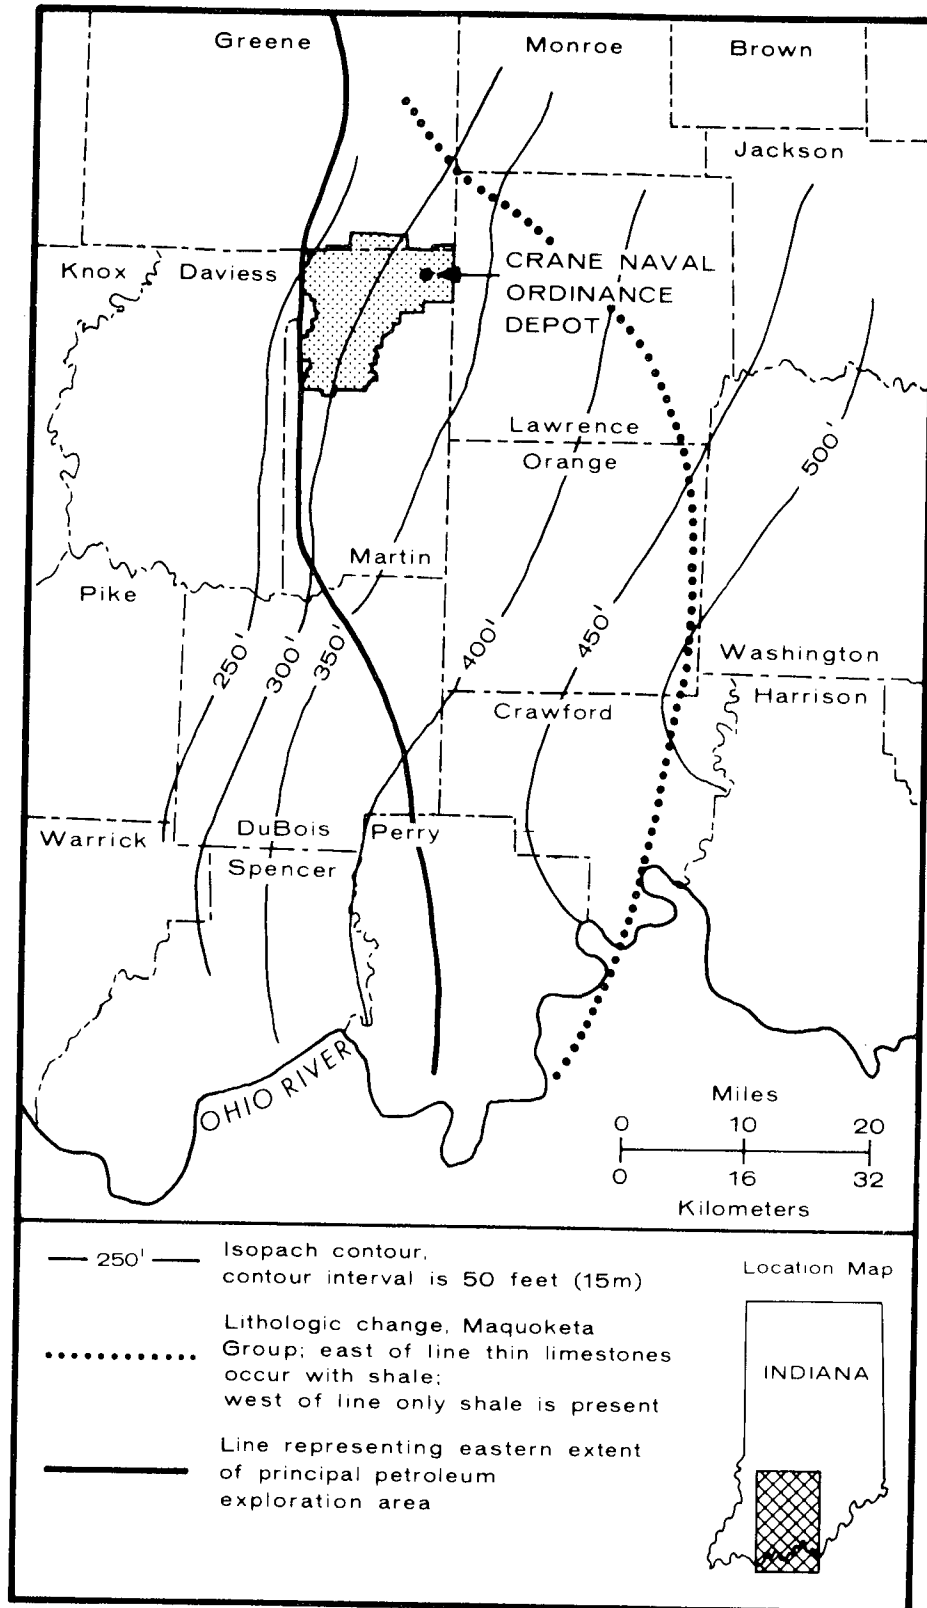 Greene
Monroe
Brown
Jackson
Knox
Daviess
CRANE NAVAL
ORDINANCE
DEPOT
Lawrence
Orange
500'
Martin
Pike
250'
300'
350'
400'
450'
Washington
Harrison
Crawford
Warrick
DuBois
Perry
Spencer
OHIO RIVER
Miles
0 10 20
0 16 32
Kilometers
250'
Isopach contour,
contour interval is 50 feet (15m)
Lithologic change, Maquoketa
Group; east of line thin limestones
occur with shale;
west of line only shale is present
Line representing eastern extent
of principal petroleum
exploration area
Location Map
INDIANA